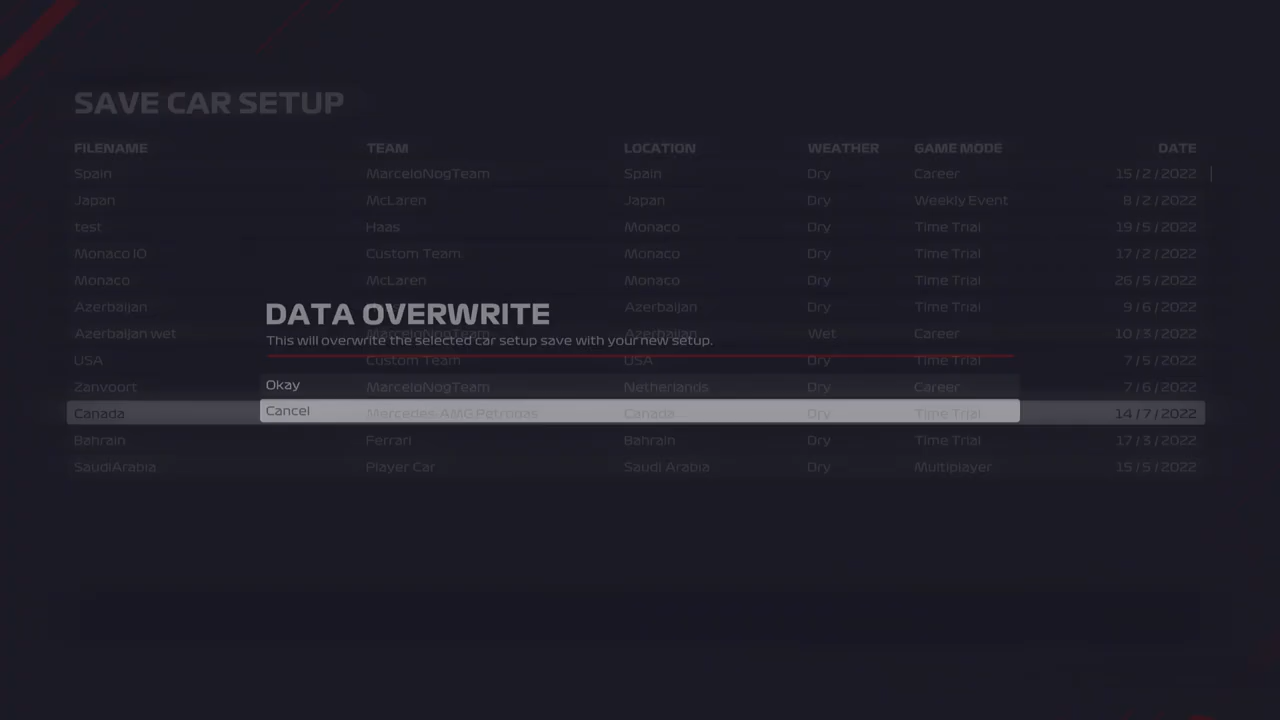 SAVE CAR SETUP
FILENAME TEAM LOCATION WEATHER GAME MODE DATE
Spain MarceloNogTeam Spain Dry Career 15 / 2 / 2022
Japan McLaren Japan Dry Weekly Event 8 / 2 / 2022
test Haas Monaco Dry Time Trial 19 / 5 / 2022
Monaco IO Custom Team Monaco Dry Time Trial 17 / 2 / 2022
Monaco McLaren Monaco Dry Time Trial 26 / 5 / 2022
Azerbaijan Azerbaijan Dry Time Trial 9 / 6 / 2022
DATA OVERWRITE
Azerbaijan wet MarceloNogTeam Azerbaijan Wet Career 10 / 3 / 2022
This will overwrite the selected car setup save with your new setup.
USA Custom Team USA Dry Time Trial 7 / 5 / 2022
Okay
Zanvoort MarceloNogTeam Netherlands Dry Career 7 / 6 / 2022
Cancel
Canada Mercedes-AMG Petronas Canada Dry Time Trial 14 / 7 / 2022
Bahrain Ferrari Bahrain Dry Time Trial 17 / 3 / 2022
SaudiArabia Player Car Saudi Arabia Dry Multiplayer 15 / 5 / 2022